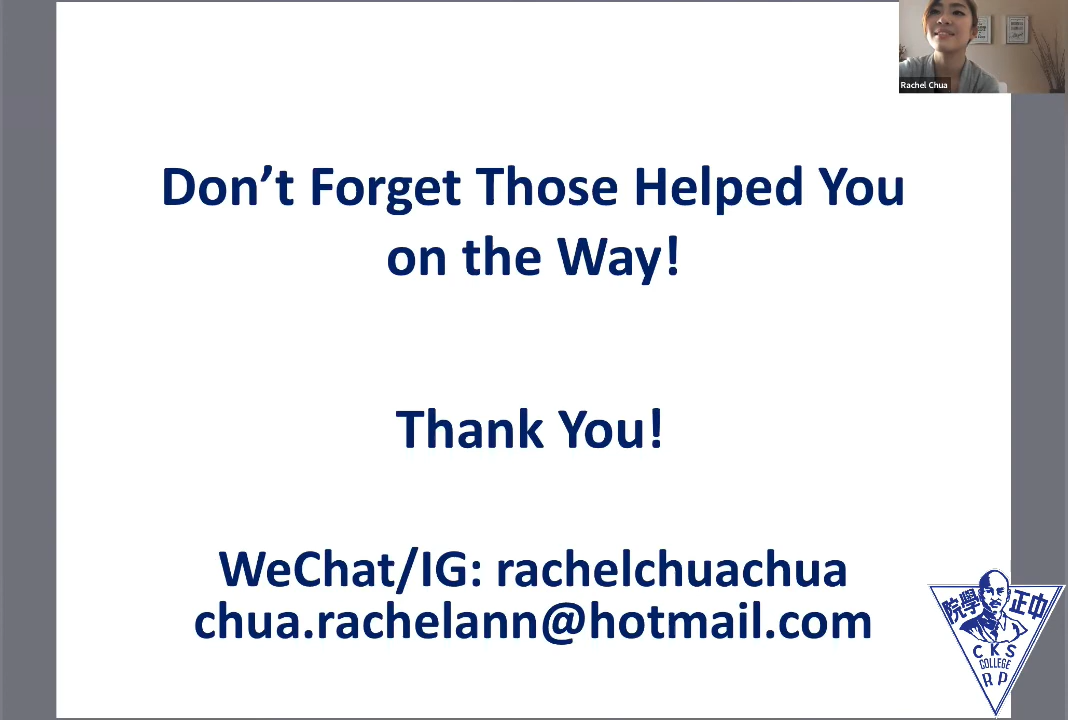 Rachel Chua
Don't Forget Those Helped You
on the Way!
Thank You!
WeChat/IG: rachelchuachua
chua.rachelann@hotmail.com
院學 正中
CKS
COLLEGE
RP